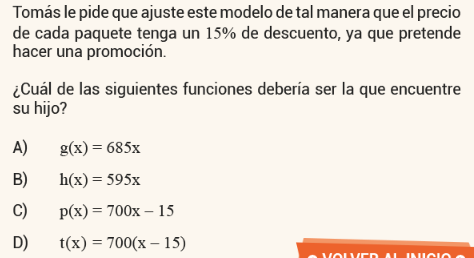 Tomás le pide que ajuste este modelo de tal manera que el precio
de cada paquete tenga un 15% de descuento, ya que pretende
hacer una promoción.
¿Cuál de las siguientes funciones debería ser la que encuentre
su hijo?
A) g(x) = 685x
B) h(x) = 595x
C) p(x) = 700x – 15
D) t(x) = 700(x – 15)
VOLVER AL INICIO